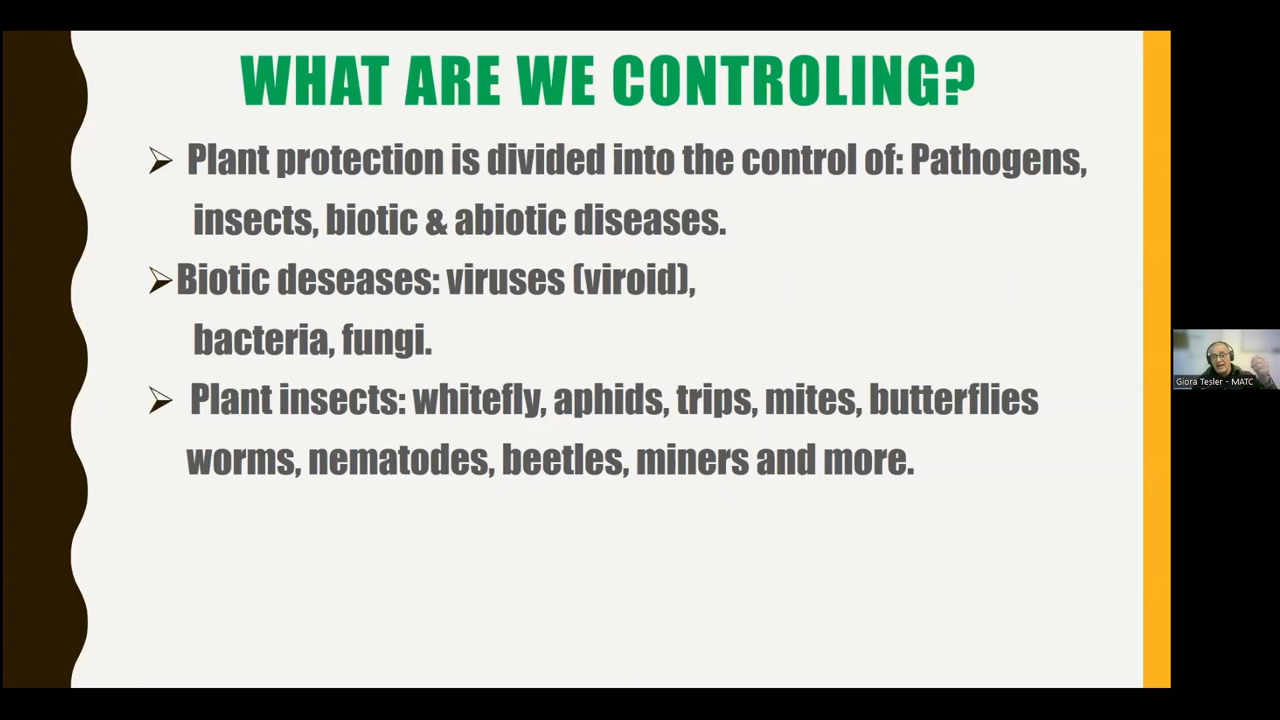 WHAT ARE WE CONTROLING?
Plant protection is divided into the control of: Pathogens,
insects, biotic & abiotic diseases.
Biotic deseases: viruses (viroid),
bacteria, fungi.
Plant insects: whitefly, aphids, trips, mites, butterflies
worms, nematodes, beetles, miners and more.
Giora Tesler - MATC